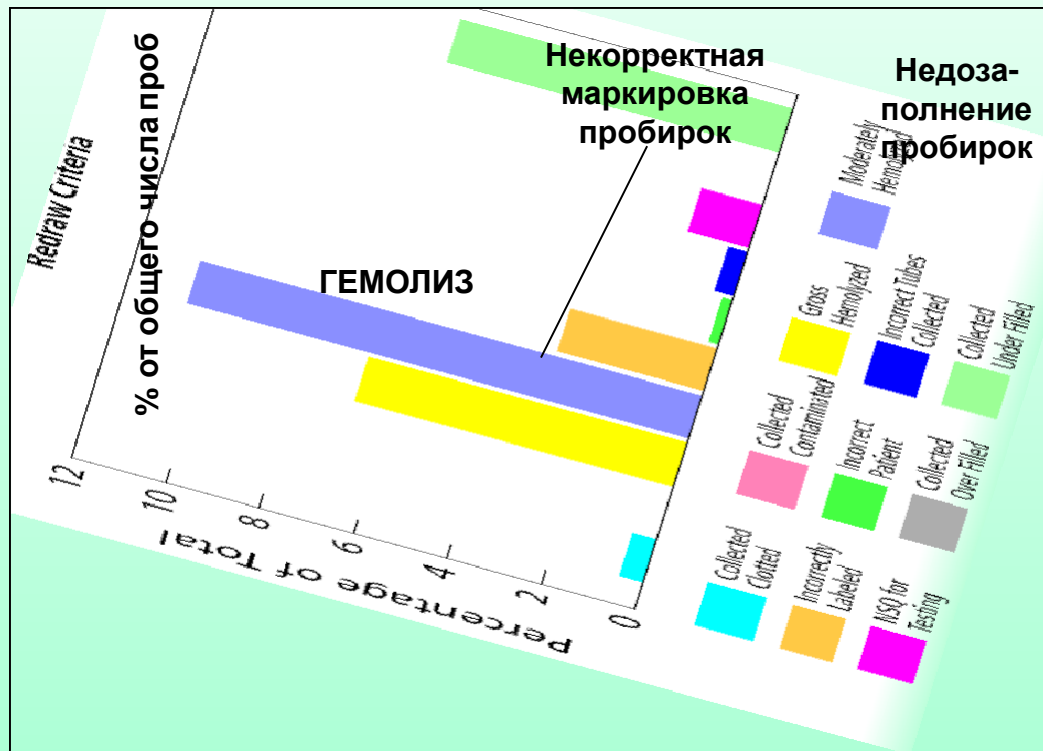 Redraw Criteria
% от общего числа проб
Некорректная
маркировка
пробирок
Недоза-
полнение
пробирок
ГЕМОЛИЗ
12
10
8
6
4
2
0
Percentage of Total
Collected
Clotted
Collected
Contaminated
Gross
Hemolyzed
Moderately
Hemolyzed
Incorrectly
Labeled
Incorrect
Patient
Incorrect Tubes
Collected
NSQ for
Testing
Collected
Over Filled
Collected
Under Filled